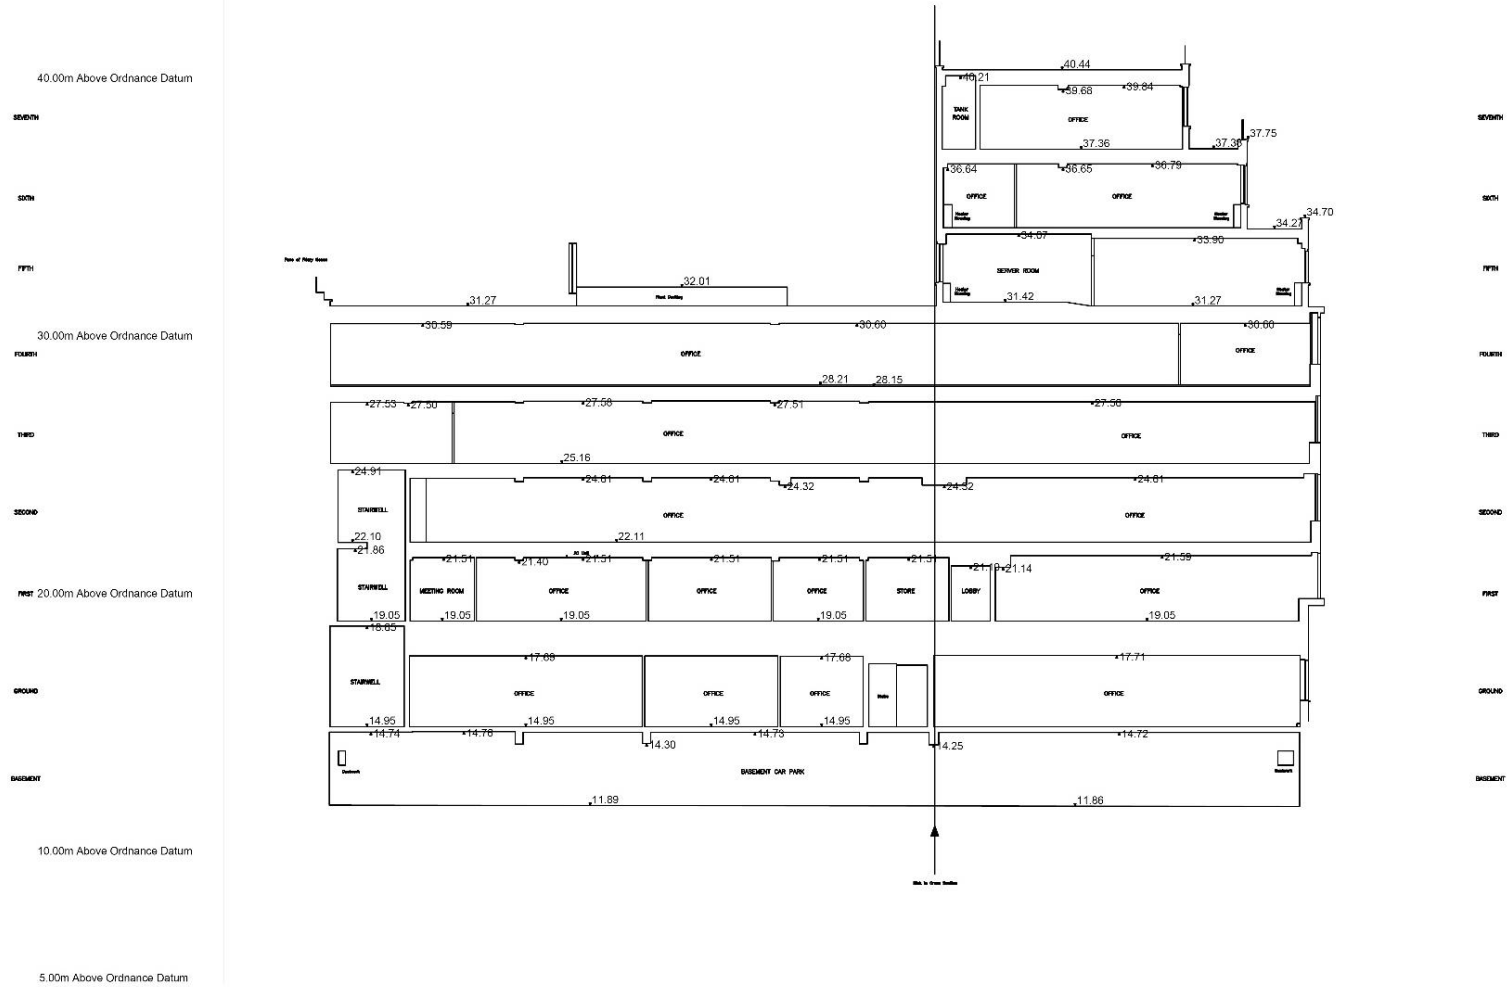 40.44
40.00m Above Ordnance Datum
40.21
39.84
39.68
TANK
ROOM
OFFICE
SEVENTH
SEVENTH
37.75
37.36
36.79
36.64
36.65
OFFICE
OFFICE
SIXTH
SIXTH
34.70
34.27
34.07
33.90
FIFTH
SERVER ROOM
FIFTH
32.01
31.27
31.42
31.27
30.59
30.60
30.60
30.00m Above Ordnance Datum
FOURTH
OFFICE
OFFICE
FOURTH
28.21
28.15
27.53
27.50
27.58
27.51
27.56
THIRD
OFFICE
OFFICE
THIRD
25.16
24.91
24.61
24.61
24.32
24.32
24.61
SECOND
STAIRWELL
OFFICE
OFFICE
SECOND
22.10
22.11
21.86
21.51
21.40
21.51
21.51
21.51
21.51
21.14
21.59
FIRST
20.00m Above Ordnance Datum
STAIRWELL
MEETING ROOM
OFFICE
OFFICE
OFFICE
STORE
LOBBY
OFFICE
FIRST
19.05
19.05
19.05
19.05
19.05
17.69
17.68
17.71
GROUND
STAIRWELL
OFFICE
OFFICE
OFFICE
OFFICE
GROUND
14.95
14.95
14.95
14.95
14.74
14.76
14.73
14.72
14.30
14.25
BASEMENT
BASEMENT CAR PARK
BASEMENT
11.89
11.86
10.00m Above Ordnance Datum
5.00m Above Ordnance Datum